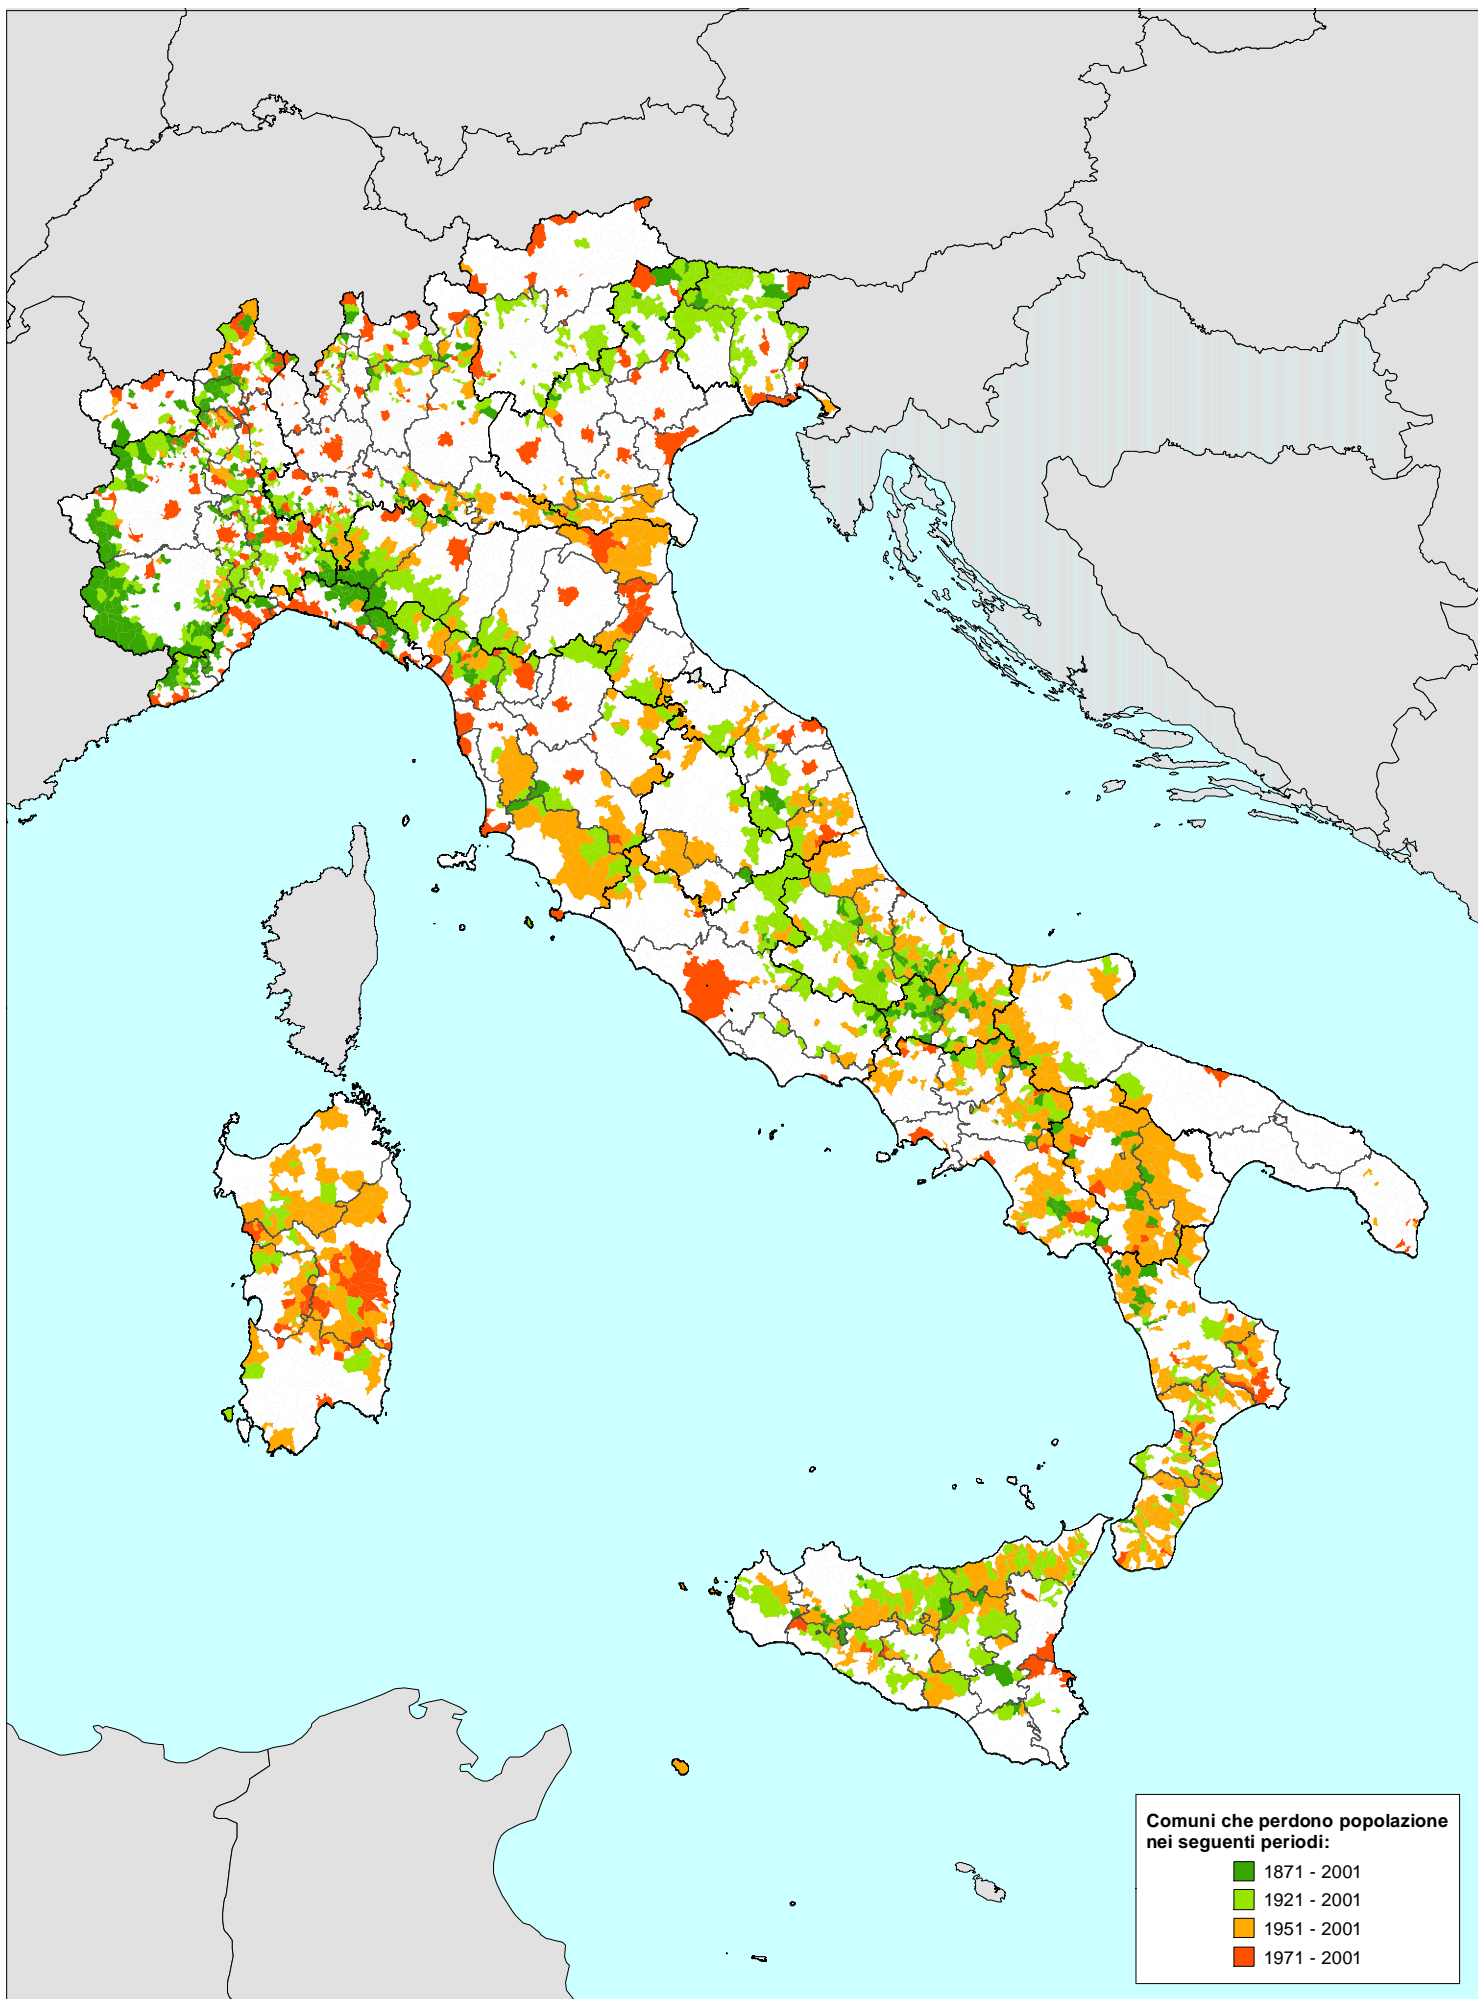 Comuni che perdono popolazione
nei seguenti periodi:
1871 - 2001
1921 - 2001
1951 - 2001
1971 - 2001